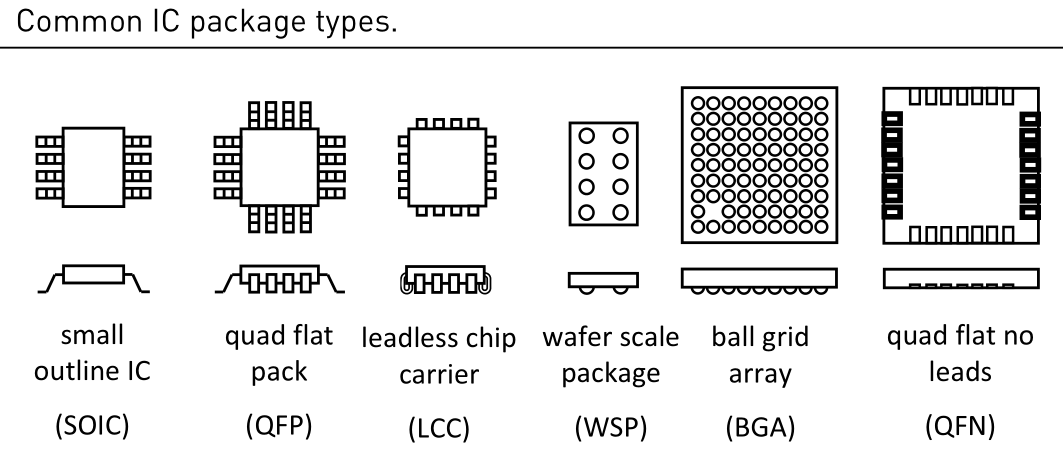 Common IC package types.
small
outline IC
(SOIC)
quad flat
pack
(QFP)
leadless chip
carrier
(LCC)
wafer scale
package
(WSP)
ball grid
array
(BGA)
quad flat no
leads
(QFN)